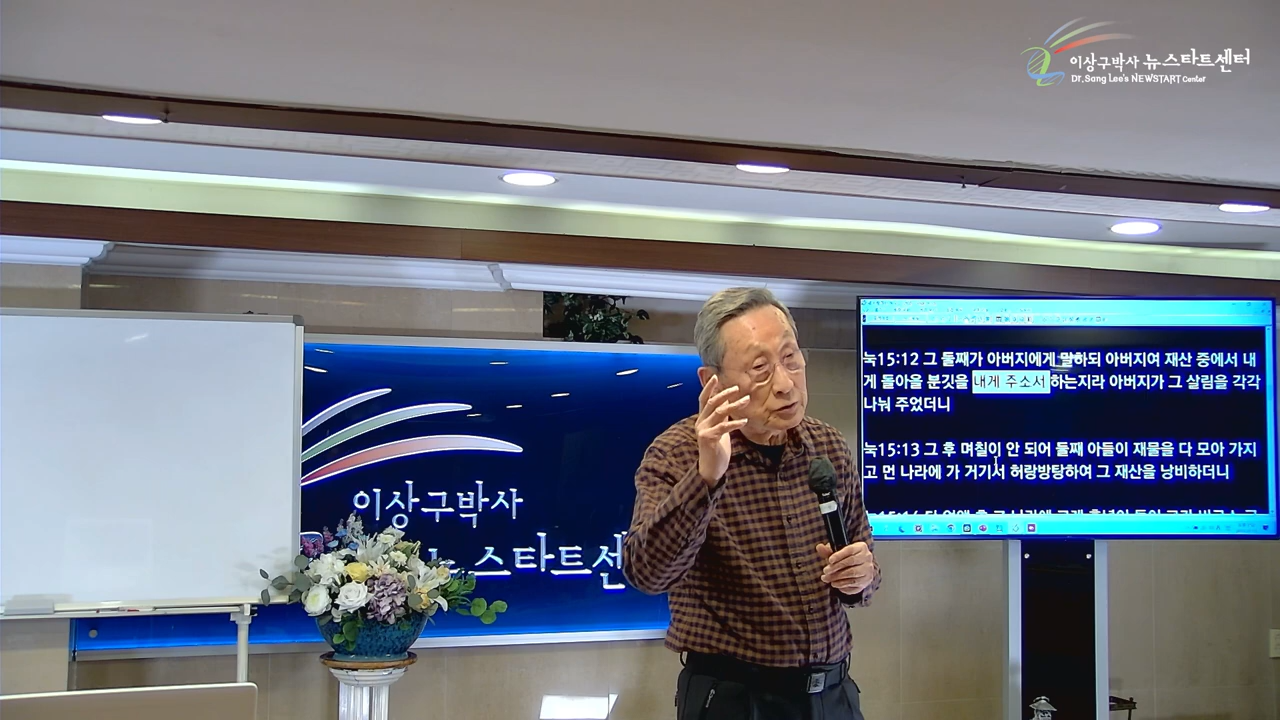 이상구박사 뉴스타트센터
Dr. Sang Lee's NEWSTART Center
이상구박사
뉴스타트센
눅15:12 그 둘째가 아버지에게 말하되 아버지여 재산 중에서 내
게 돌아올 분깃을 내게 주소서 하는지라 아버지가 그 살림을 각각
나눠 주었더니
눅15:13 그 후 며칠이 안 되어 둘째 아들이 재물을 다 모아 가지
고 먼 나라에 가 거기서 허랑방탕하여 그 재산을 낭비하더니